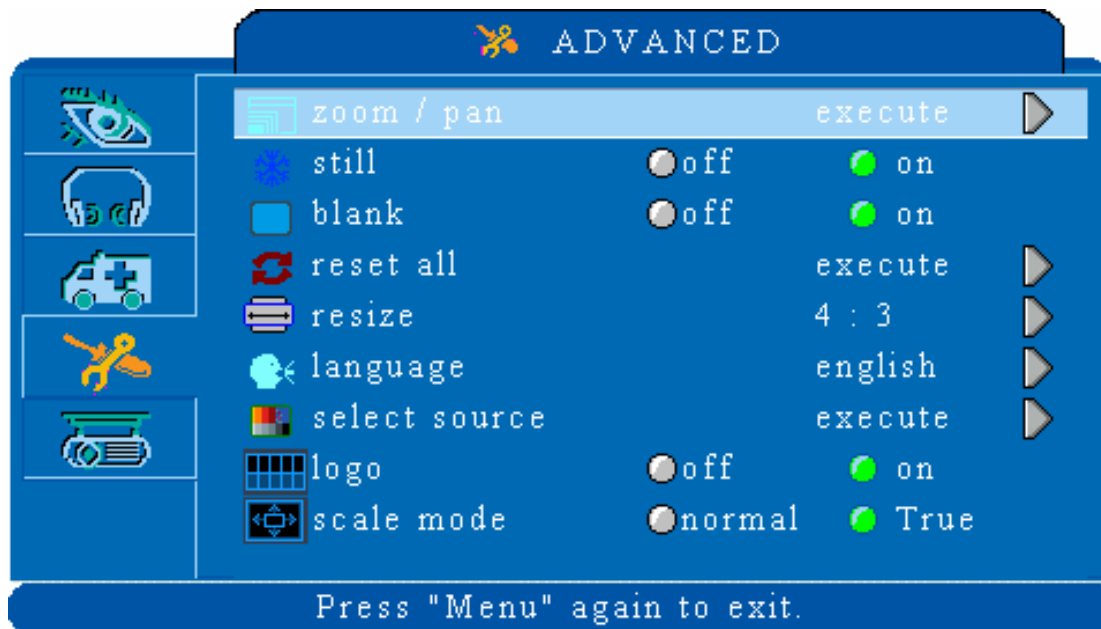 ADVANCED
zoom / pan execute
still off on
blank off on
reset all execute
resize 4 : 3
language english
select source execute
logo off on
scale mode normal True
Press "Menu" again to exit.